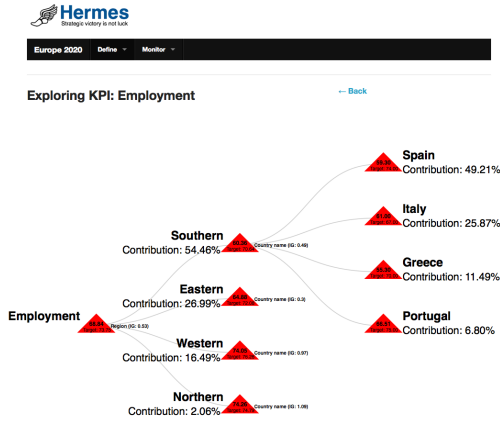 Hermes
Strategic victory is not luck
Europe 2020 Define Monitor
Exploring KPI: Employment
← Back
Spain
Contribution: 49.21%
Italy
Contribution: 25.87%
Southern
Contribution: 54.46%
Country name (IG: 0.49)
Greece
Contribution: 11.49%
Eastern
Contribution: 26.99%
Country name (IG: 0.3)
Employment
Region (IG: 0.53)
Portugal
Contribution: 6.80%
Western
Contribution: 16.49%
Country name (IG: 0.97)
Northern
Contribution: 2.06%
Country name (IG: 1.09)